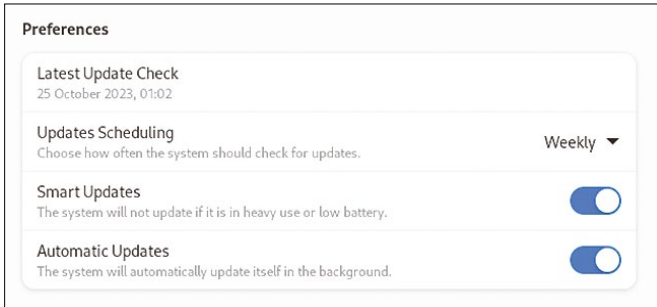 Preferences
Latest Update Check
25 October 2023, 01:02
Updates Scheduling
Choose how often the system should check for updates.
Weekly
Smart Updates
The system will not update if it is in heavy use or low battery.
Automatic Updates
The system will automatically update itself in the background.